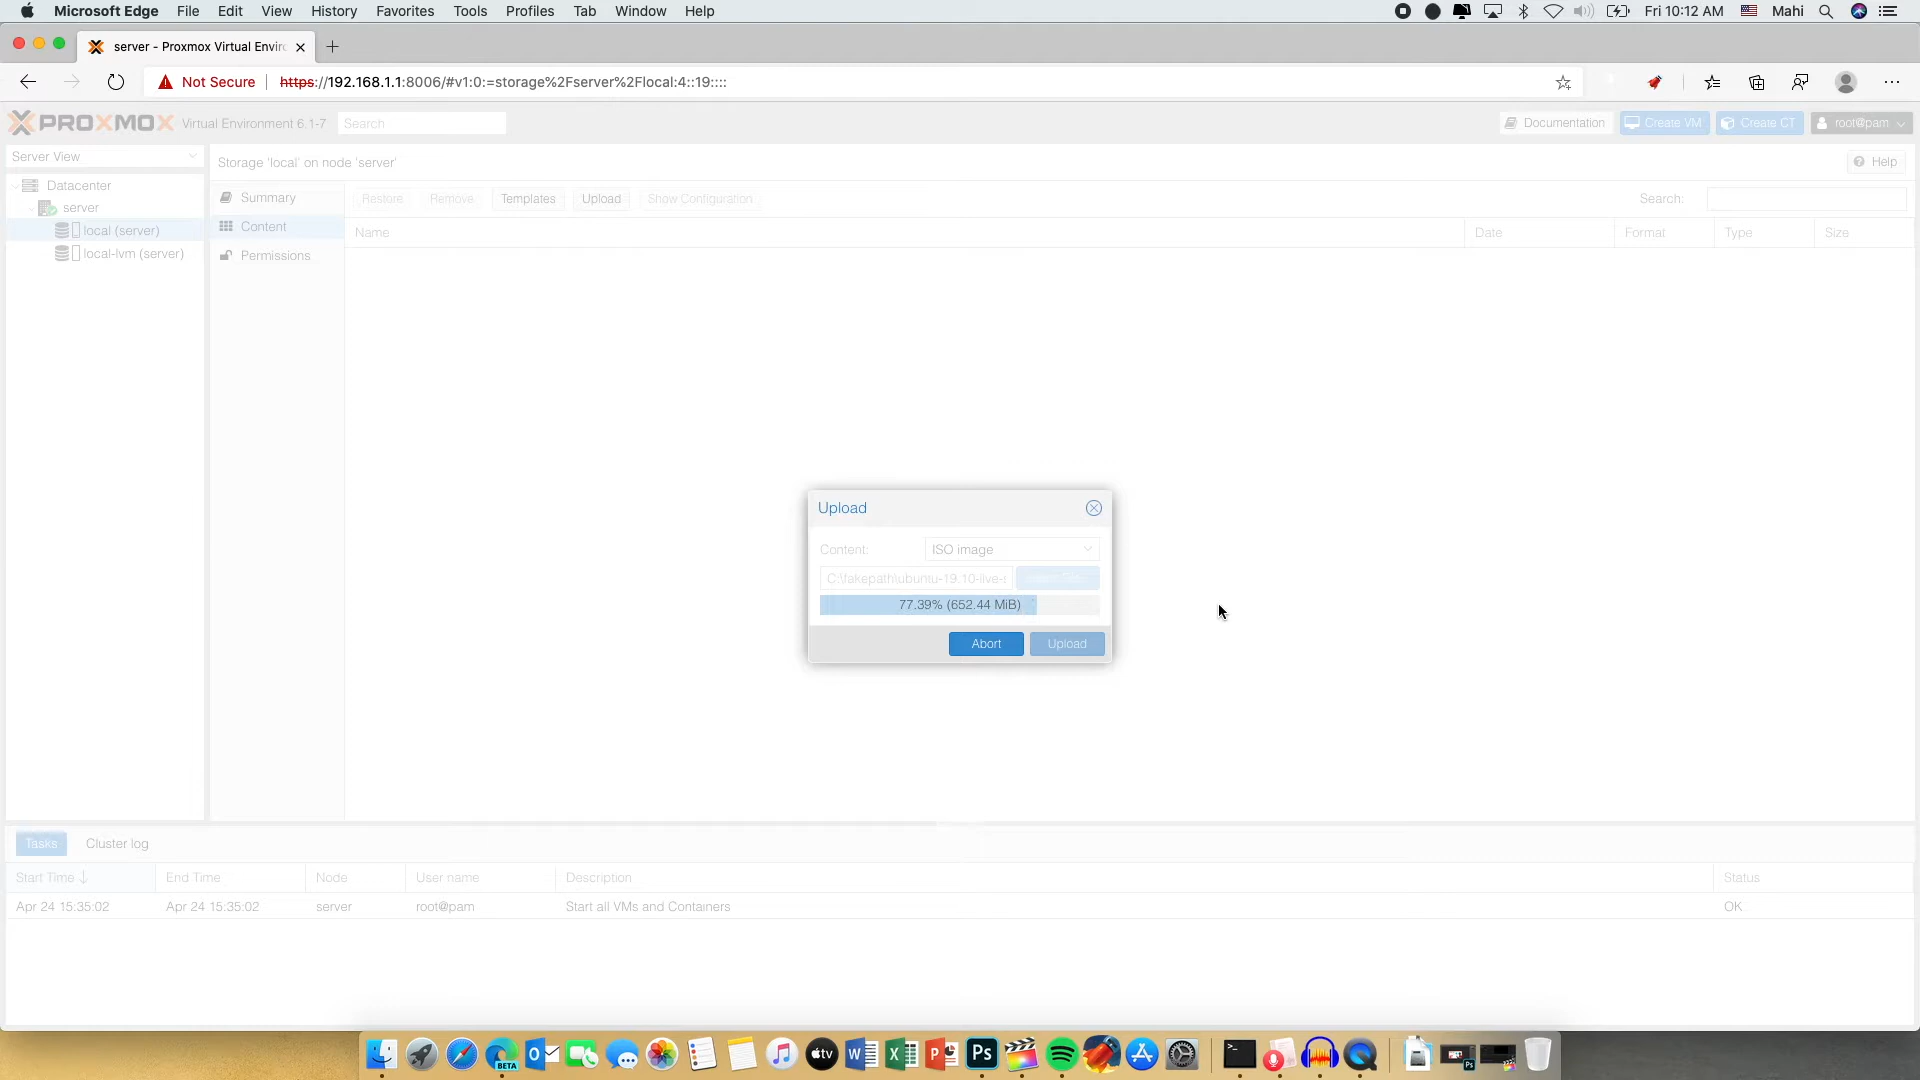 Microsoft Edge File Edit View History Favorites Tools Profiles Tab Window Help Fri 10:12 AM Mahi
server - Proxmox Virtual Envir
Not Secure https://192.168.1.1:8006/#v1:0:=storage%2Fserver%2Flocal:4::19::::
PROXMOX Virtual Environment 6.1-7 Search Documentation Create VM Create CT root@pam
Server View
Storage 'local' on node 'server' Help
Datacenter
server
local (server)
local-lvm (server)
Summary
Content
Permissions
Restore Remove Templates Upload Show Configuration Search:
Name Date Format Type Size
Upload
Content: ISO image
C:\fakepath\ubuntu-19.10-live-s
77.39% (652.44 MiB)
Abort Upload
Tasks Cluster log
Start Time End Time Node User name Description Status
Apr 24 15:35:02 Apr 24 15:35:02 server root@pam Start all VMs and Containers OK
BETA
tv
Ps